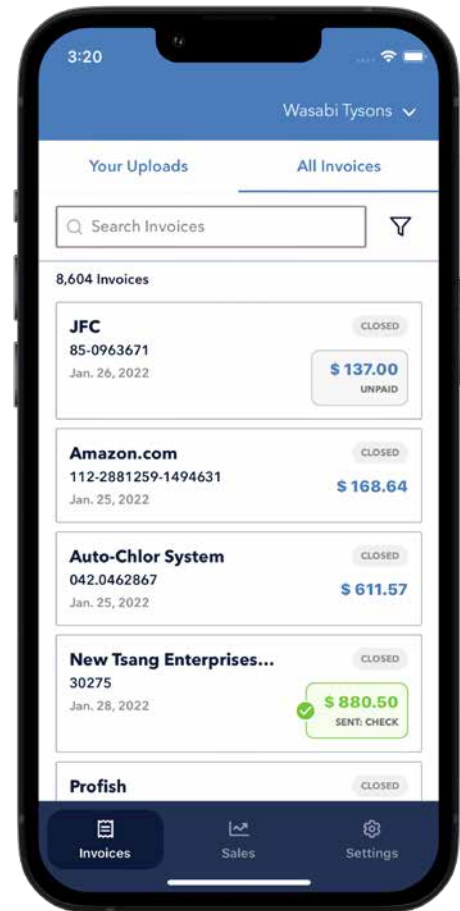 3:20
Wasabi Tysons
Your Uploads All Invoices
Search Invoices
8,604 Invoices
JFC CLOSED
85-0963671
Jan. 26, 2022 $ 137.00
UNPAID
Amazon.com CLOSED
112-2881259-1494631
Jan. 25, 2022 $ 168.64
Auto-Chlor System CLOSED
042.0462867
Jan. 25, 2022 $ 611.57
New Tsang Enterprises... CLOSED
30275
Jan. 28, 2022 $ 880.50
SENT: CHECK
Profish CLOSED
Invoices Sales Settings